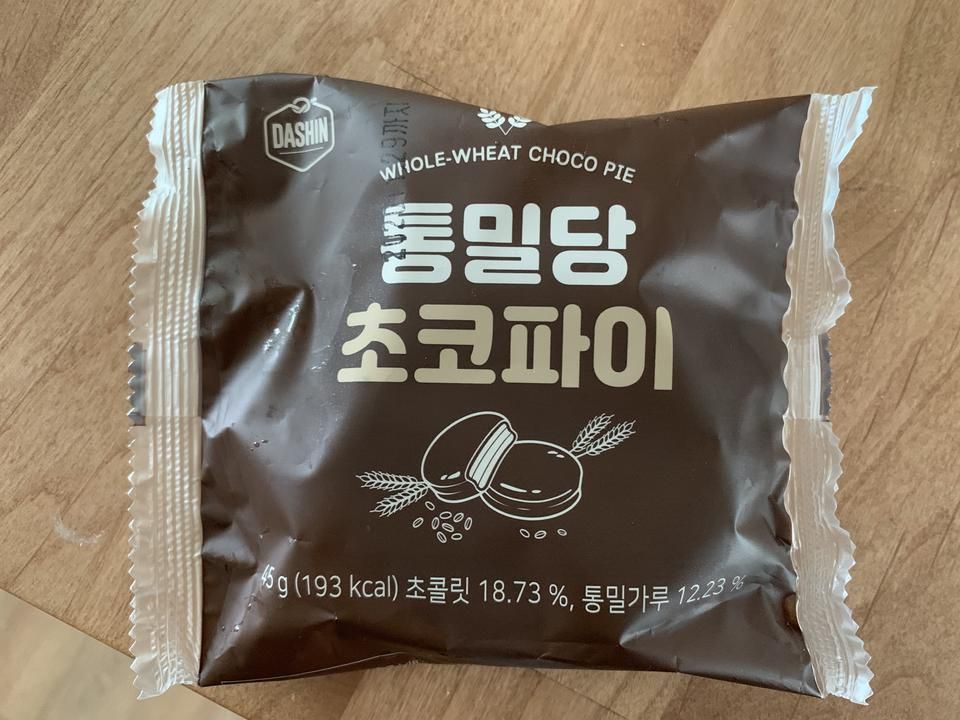 DASHIN
WHOLE-WHEAT CHOCO PIE
통밀당
초코파이
45 g (193 kcal) 초콜릿 18.73 %, 통밀가루 12.23 %